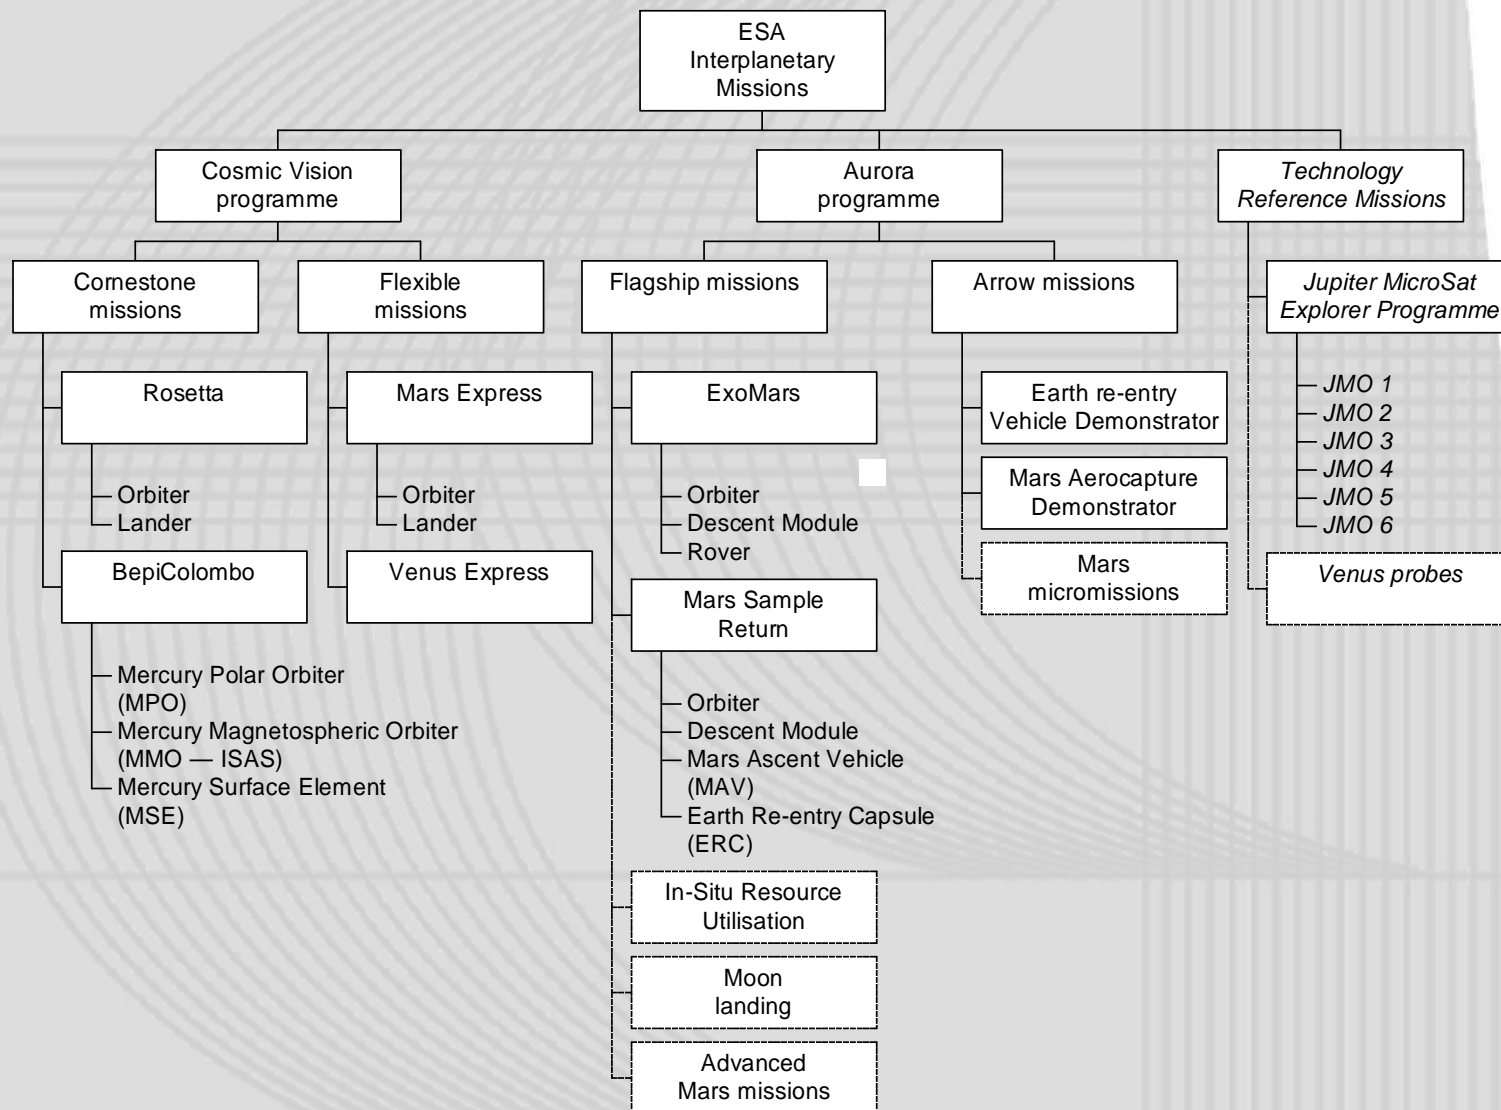 ESA
Interplanetary
Missions
Cosmic Vision
programme
Aurora
programme
Technology
Reference Missions
Cornestone
missions
Flexible
missions
Flagship missions
Arrow missions
Jupiter MicroSat
Explorer Programme
Rosetta
Orbiter
Lander
BepiColombo
Mercury Polar Orbiter
(MPO)
Mercury Magnetospheric Orbiter
(MMO — ISAS)
Mercury Surface Element
(MSE)
Mars Express
Orbiter
Lander
Venus Express
ExoMars
Orbiter
Descent Module
Rover
Mars Sample
Return
Orbiter
Descent Module
Mars Ascent Vehicle
(MAV)
Earth Re-entry Capsule
(ERC)
In-Situ Resource
Utilisation
Moon
landing
Advanced
Mars missions
Earth re-entry
Vehicle Demonstrator
Mars Aerocapture
Demonstrator
Mars
micromissions
JMO 1
JMO 2
JMO 3
JMO 4
JMO 5
JMO 6
Venus probes